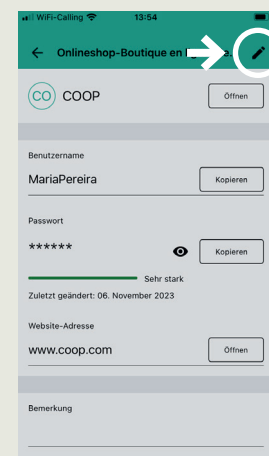 WiFi-Calling 13:54
Onlineshop-Boutique en
CO COOP Öffnen
Benutzername
MariaPereira Kopieren
Passwort
****** Kopieren
Sehr stark
Zuletzt geändert: 06. November 2023
Website-Adresse
www.coop.com Öffnen
Bemerkung